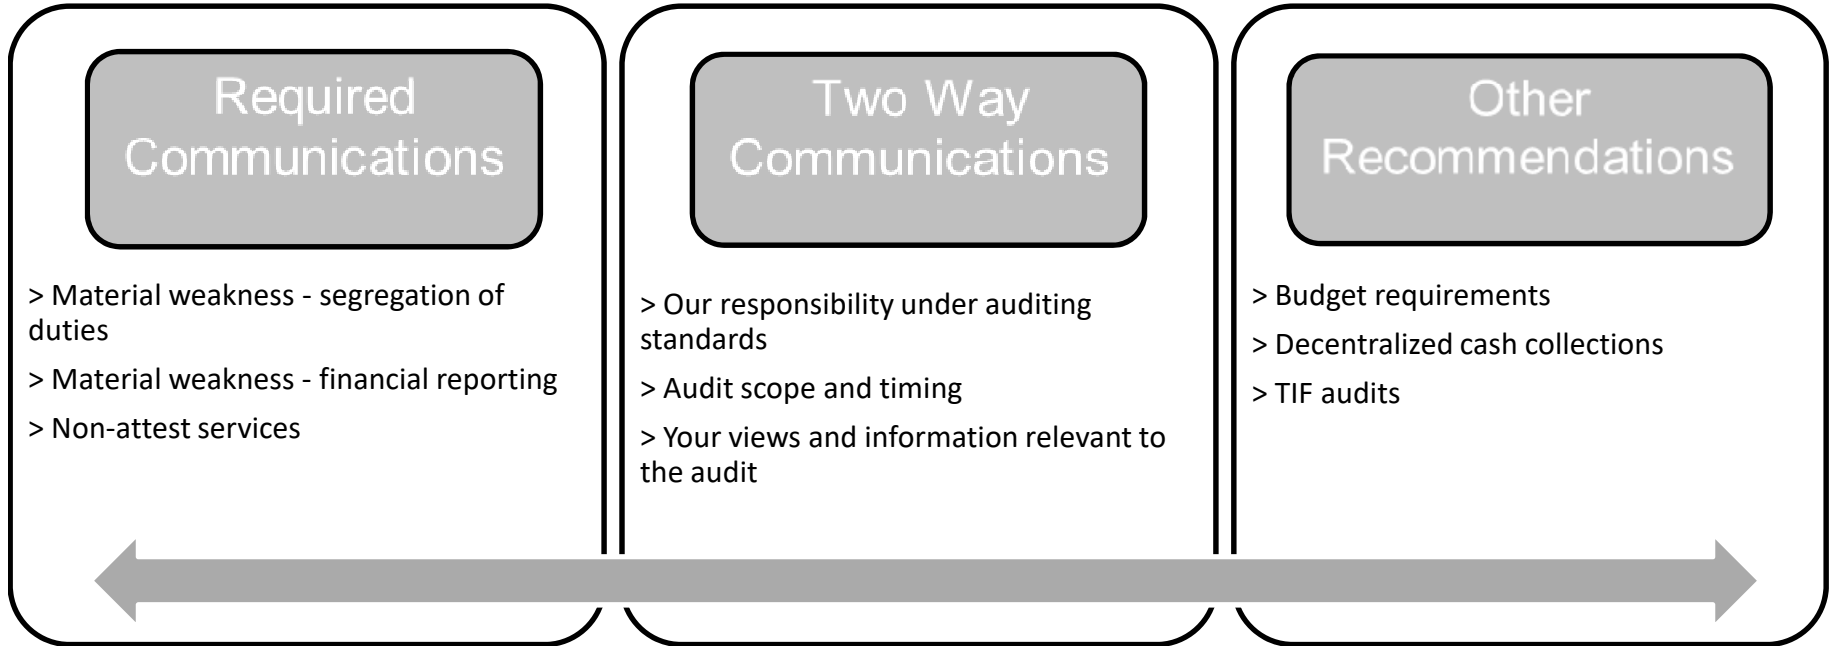 Required
Communications
> Material weakness - segregation of
duties
> Material weakness - financial reporting
> Non-attest services
Two Way
Communications
> Our responsibility under auditing
standards
> Audit scope and timing
> Your views and information relevant to
the audit
Other
Recommendations
> Budget requirements
> Decentralized cash collections
> TIF audits